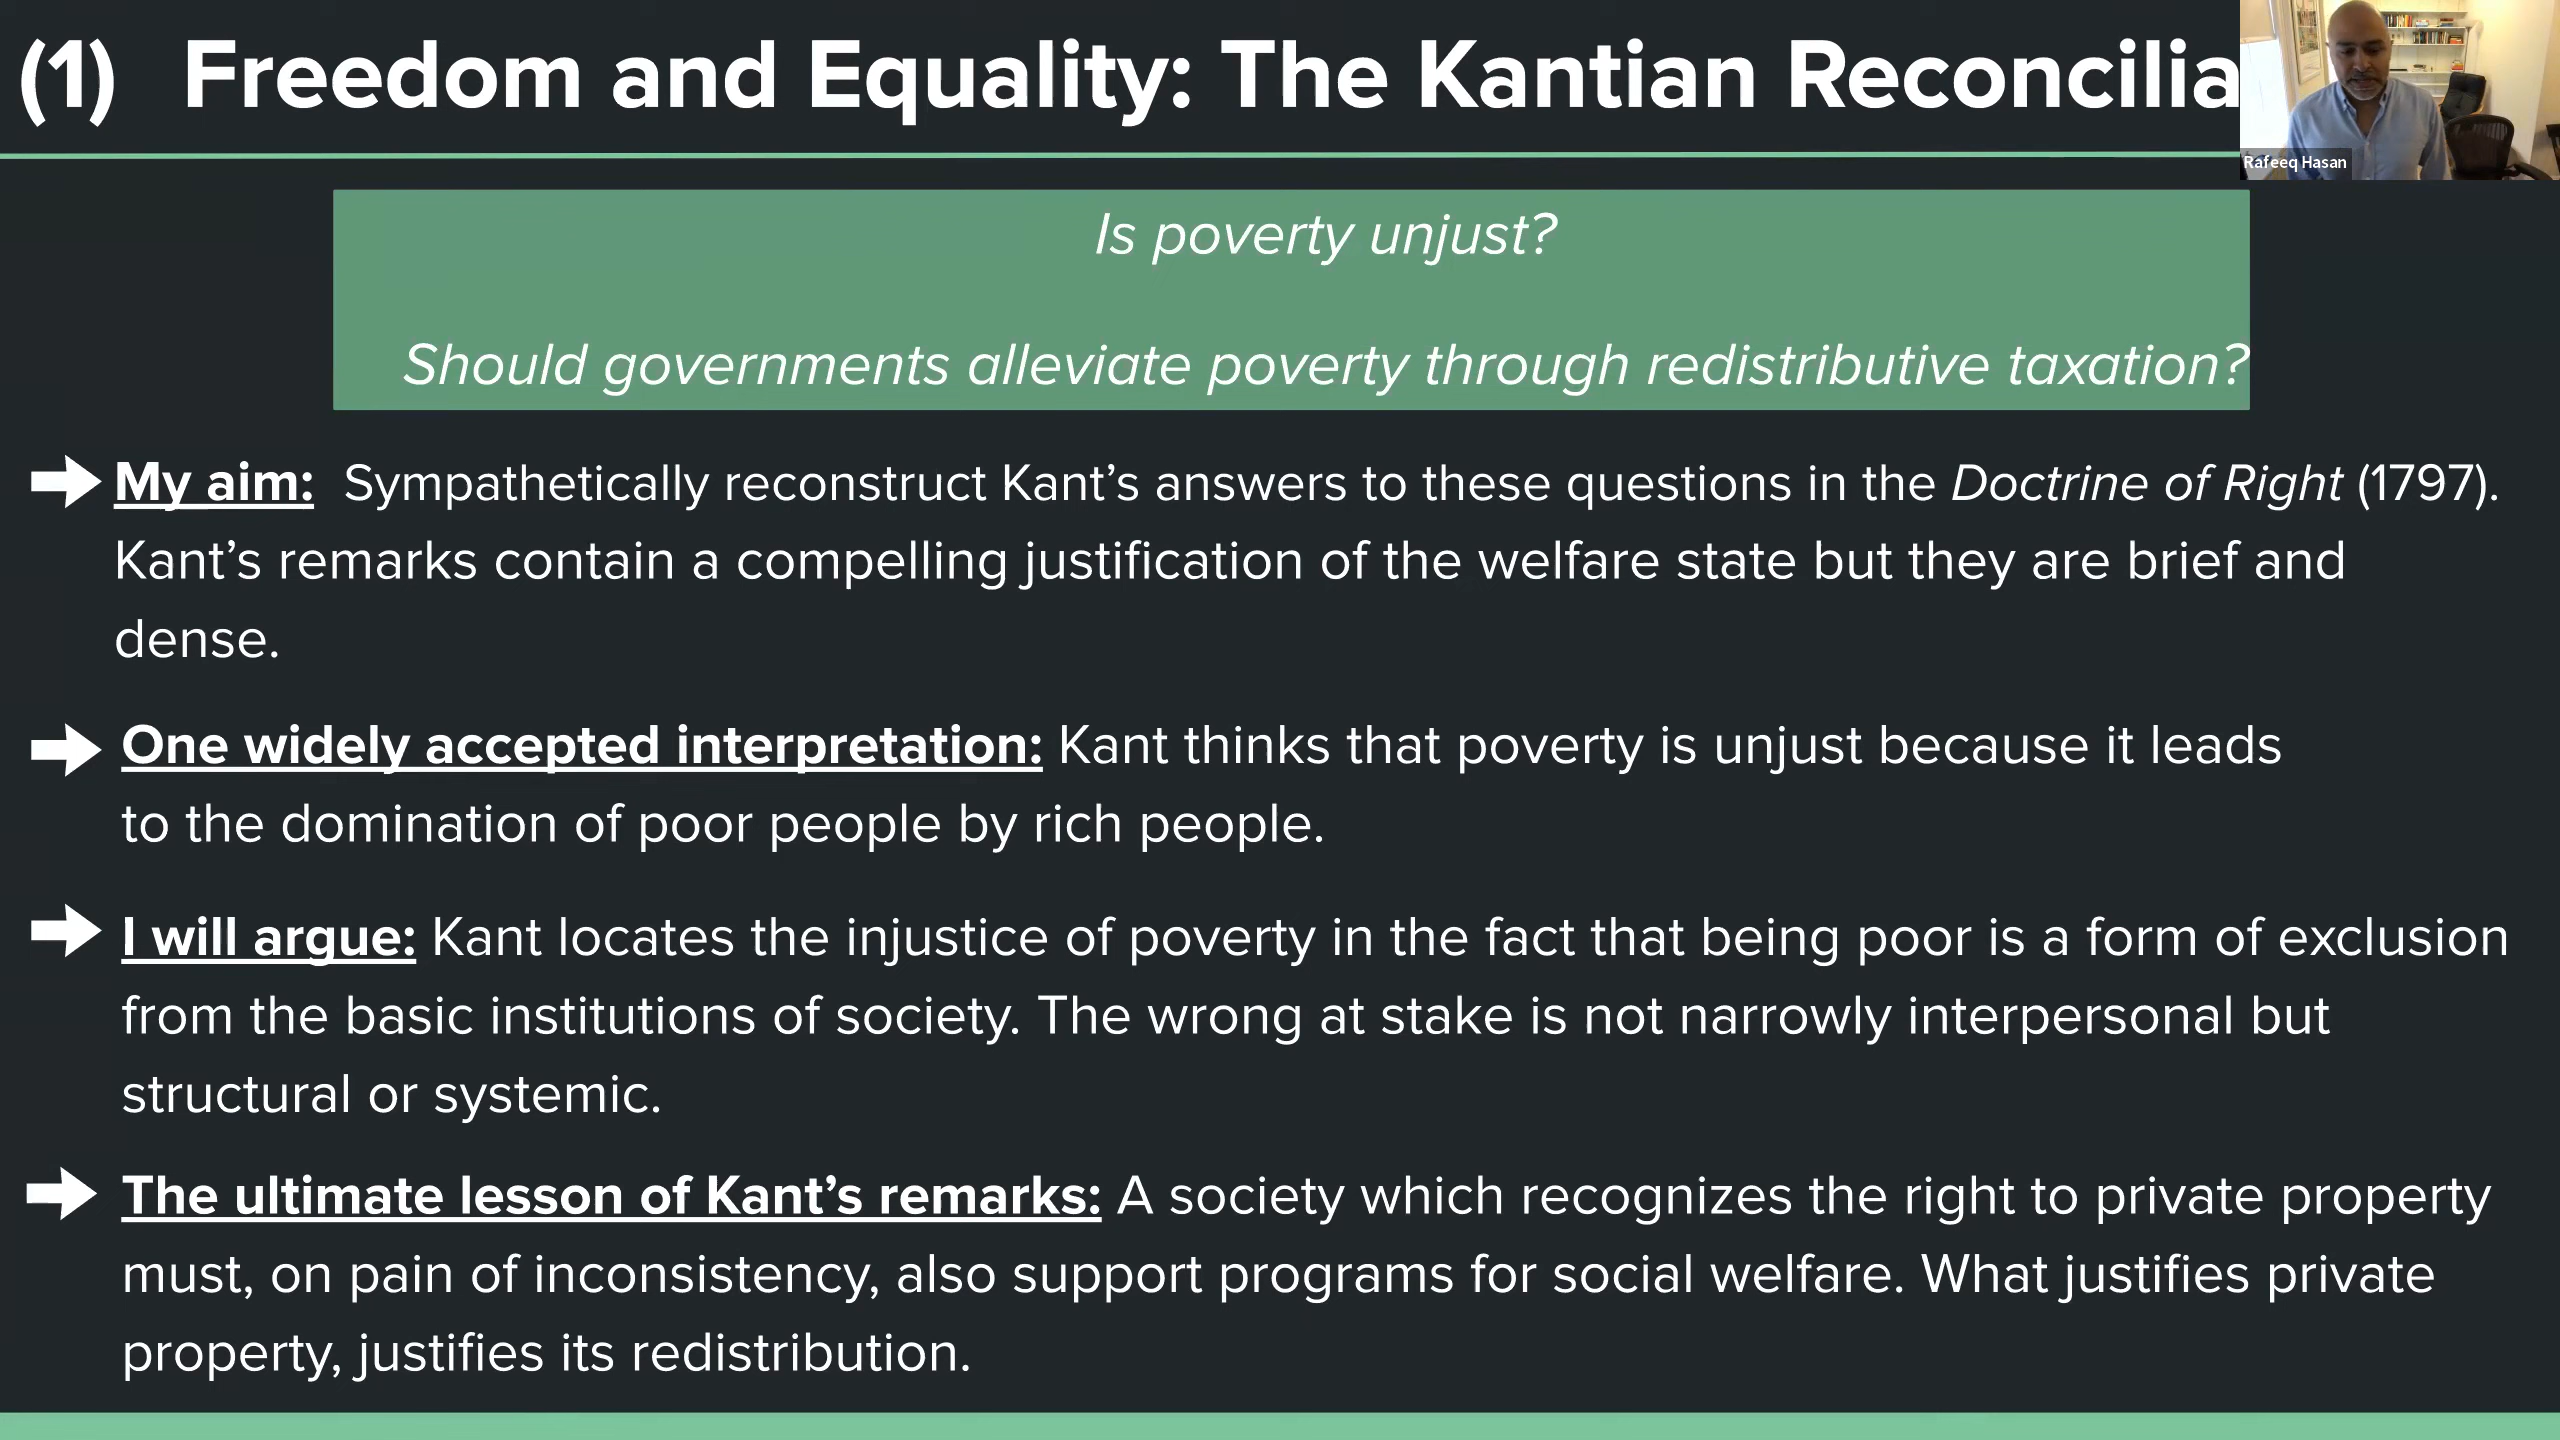 (1) Freedom and Equality: The Kantian Reconcilia
Rafeeq Hasan
Is poverty unjust?
Should governments alleviate poverty through redistributive taxation?
My aim: Sympathetically reconstruct Kant’s answers to these questions in the Doctrine of Right (1797).
Kant’s remarks contain a compelling justification of the welfare state but they are brief and
dense.
One widely accepted interpretation: Kant thinks that poverty is unjust because it leads
to the domination of poor people by rich people.
I will argue: Kant locates the injustice of poverty in the fact that being poor is a form of exclusion
from the basic institutions of society. The wrong at stake is not narrowly interpersonal but
structural or systemic.
The ultimate lesson of Kant’s remarks: A society which recognizes the right to private property
must, on pain of inconsistency, also support programs for social welfare. What justifies private
property, justifies its redistribution.